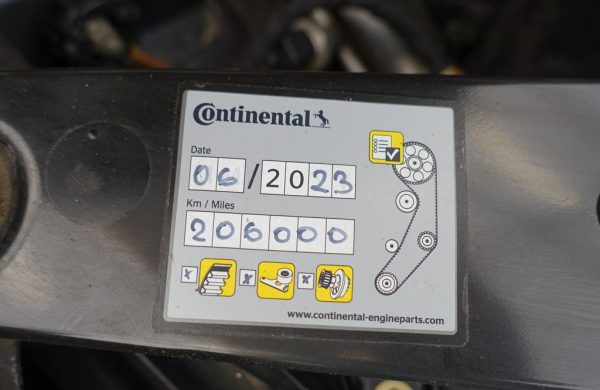 Continental
Date
06/2023
Km / Miles
206000
x x x
www.continental-engineparts.com